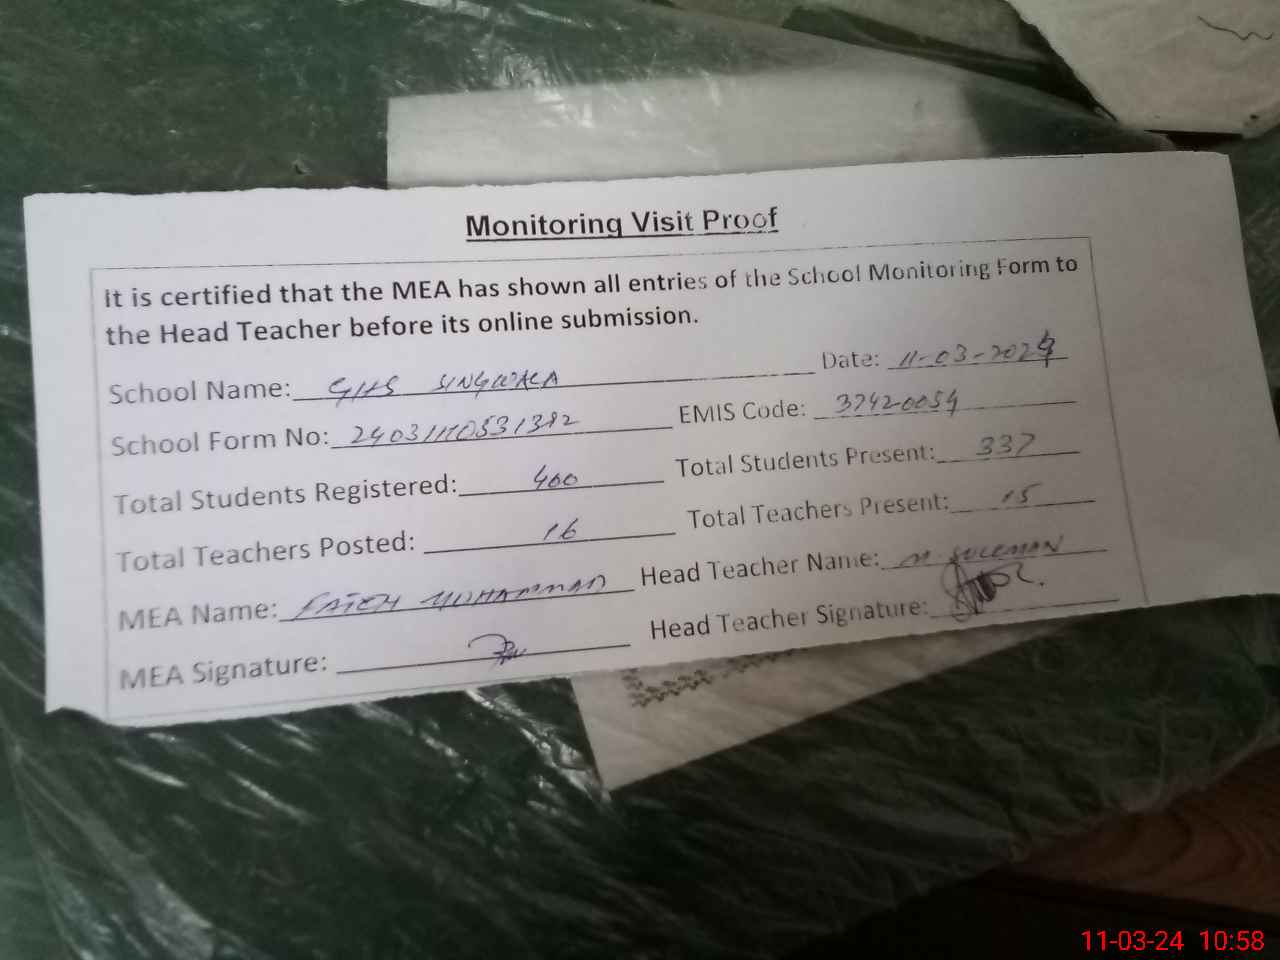 Monitoring Visit Proof
It is certified that the MEA has shown all entries of the School Monitoring Form to
the Head Teacher before its online submission.
School Name: GHS SINGWALA Date: 11-03-2024
School Form No: EMIS Code: 37420054
Total Students Registered: 400 Total Students Present: 337
Total Teachers Posted: 16 Total Teachers Present: 15
MEA Name: FATEH MUHAMMAD Head Teacher Name: M. SULEMAN
MEA Signature: Head Teacher Signature:
11-03-24 10:58